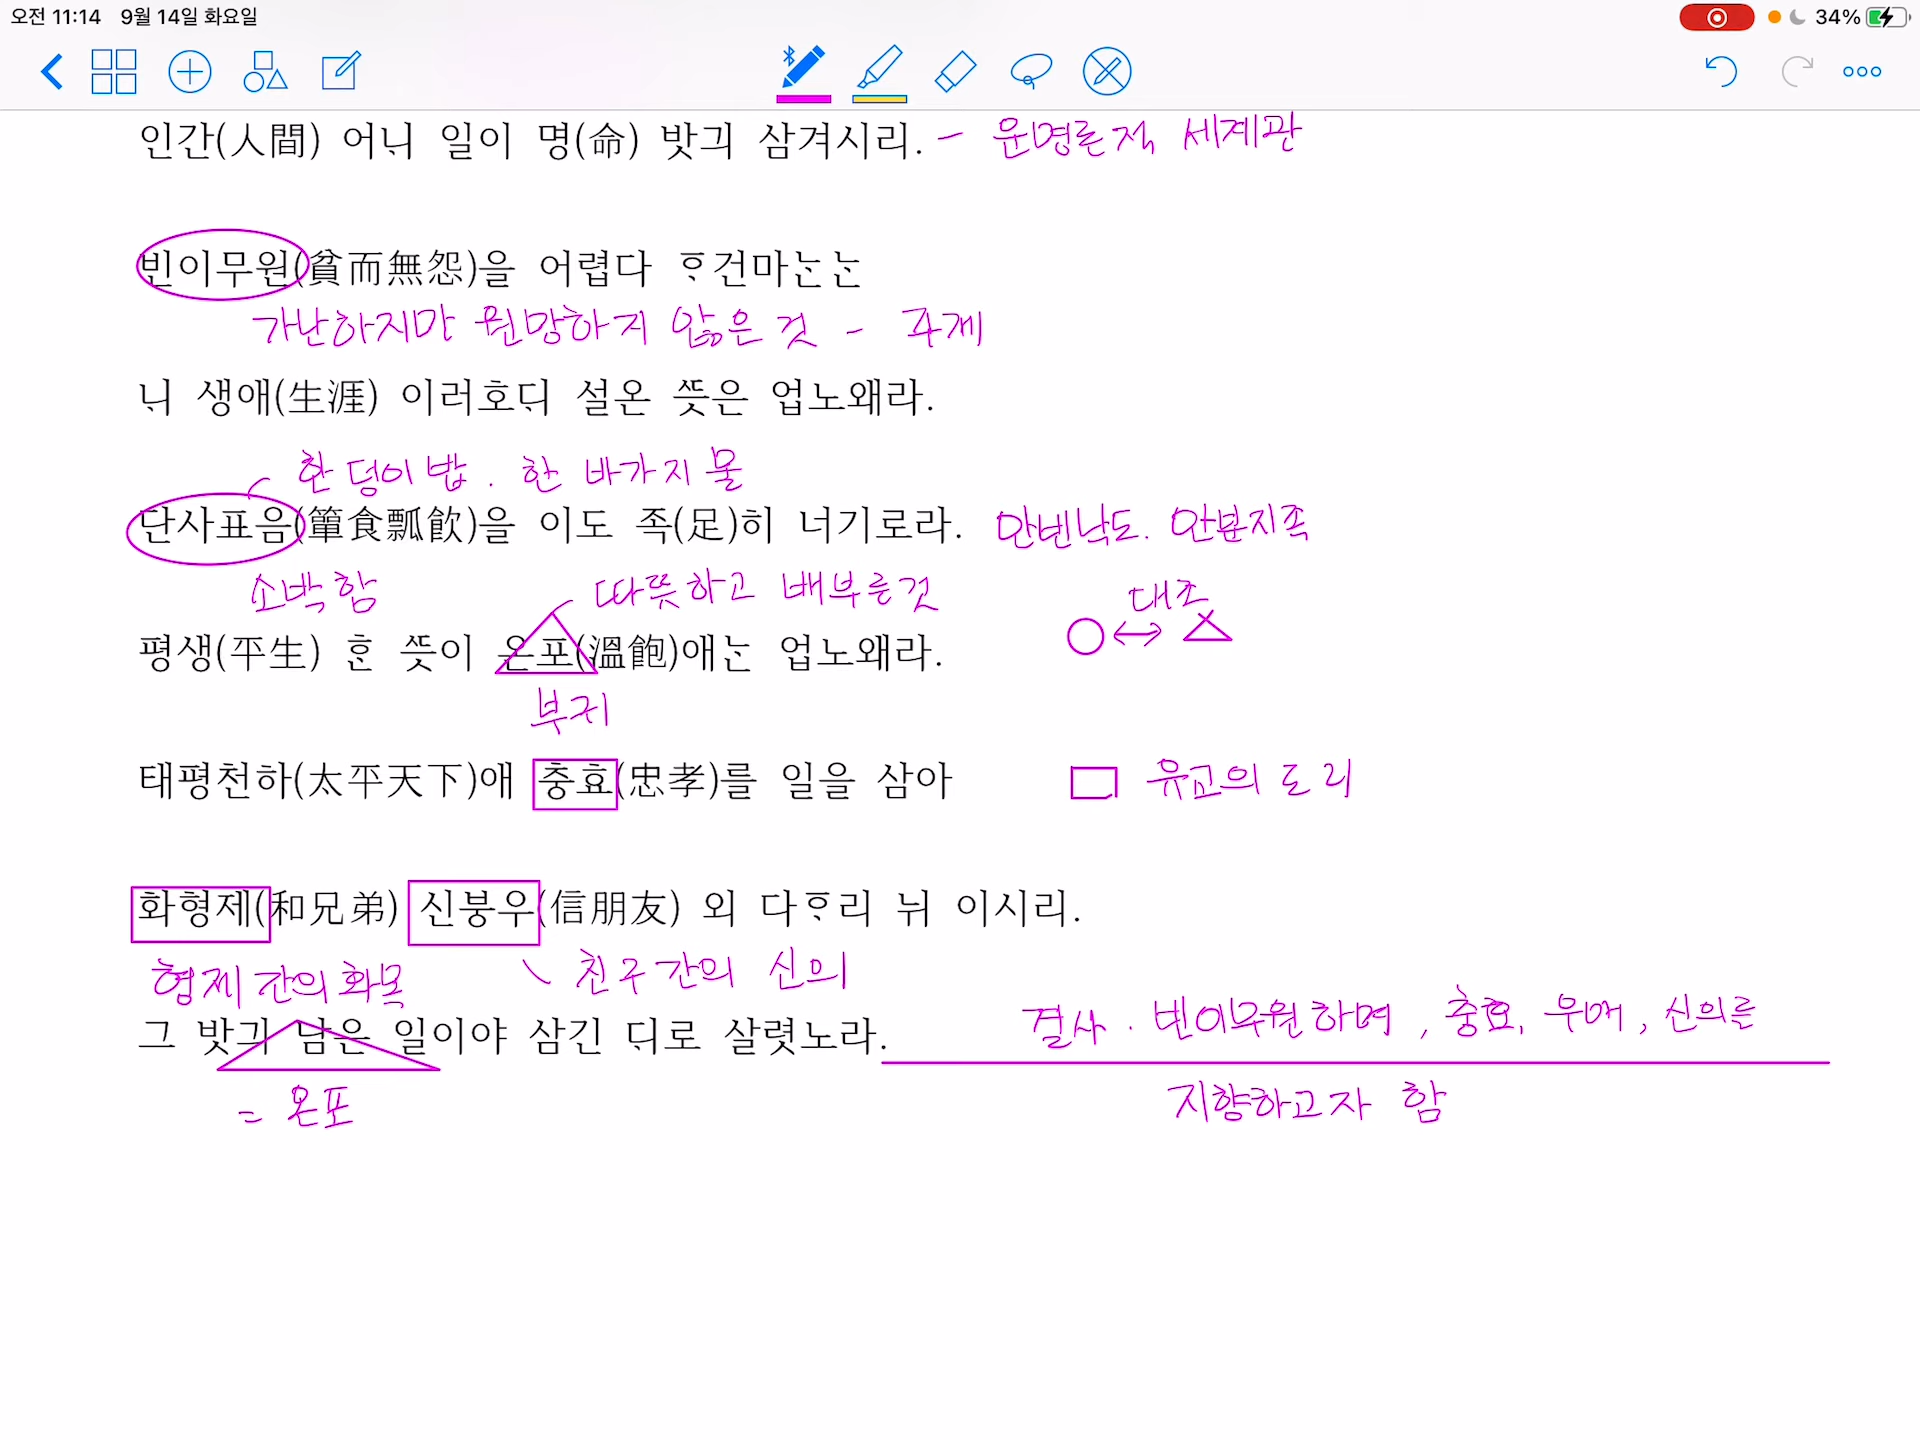 오전 11:14 9월 14일 화요일 34%
인간(人間) 어ᄂᆡ 일이 명(命) 밧긔 삼겨시리. - 운명론적 세계관
빈이무원(貧而無怨)을 어렵다 ᄒᆞ건마ᄂᆞᆫᄂᆞᆫ
가난하지만 원망하지 않은 것 - 주제
ᄂᆡ 생애(生涯) 이러호ᄃᆡ 설온 ᄯᅳᆺ은 업노왜라.
한 덩이 밥. 한 바가지 물
단사표음(簞食瓢飮)을 이도 족(足)히 너기로라. 안빈낙도. 안분지족
소박함 따뜻하고 배부른것 대조
평생(平生) ᄒᆞᆫ ᄯᅳᆺ이 온포(溫飽)애ᄂᆞᆫ 업노왜라.
부귀
태평천하(太平天下)애 충효(忠孝)를 일을 삼아 유교의 도리
화형제(和兄弟) 신붕우(信朋友) 외 다ᄒᆞ리 뉘 이시리.
형제 간의 화목 친구 간의 신의
그 밧긔 남은 일이야 삼긴 ᄃᆡ로 살렷노라. 결사. 빈이무원하며, 충효, 우애, 신의를
= 온포 지향하고자 함